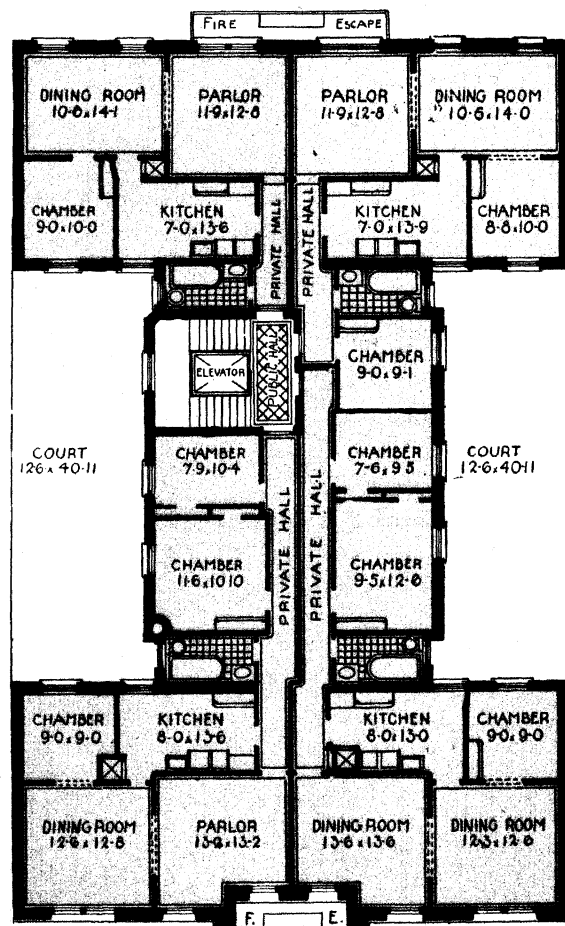 FIRE ESCAPE
DINING ROOM
10-6x14-1
PARLOR
11-9x12-8
PARLOR
11-9x12-8
DINING ROOM
10-6x14-0
CHAMBER
9-0x10-0
KITCHEN
7-0x13-6
PRIVATE HALL
PRIVATE HALL
KITCHEN
7-0x13-9
CHAMBER
8-8x10-0
ELEVATOR
PUBLIC HALL
CHAMBER
9-0x9-1
COURT
12-6x40-11
CHAMBER
7-9x10-4
CHAMBER
7-6x9-5
COURT
12-6x40-11
CHAMBER
11-6x10-10
PRIVATE HALL
PRIVATE HALL
CHAMBER
9-5x12-6
CHAMBER
9-0x9-0
KITCHEN
8-0x13-6
KITCHEN
8-0x13-0
CHAMBER
9-0x9-0
DINING ROOM
12-6x12-8
PARLOR
13-2x13-2
DINING ROOM
13-6x13-6
DINING ROOM
12-3x12-6
F. E.